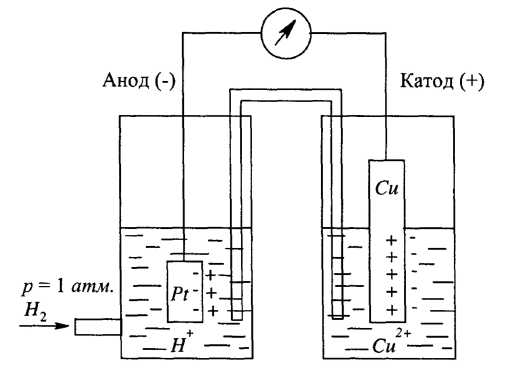 Анод (-)
Катод (+)
Cu
p = 1 атм.
H₂
Pt
H⁺
Cu²⁺